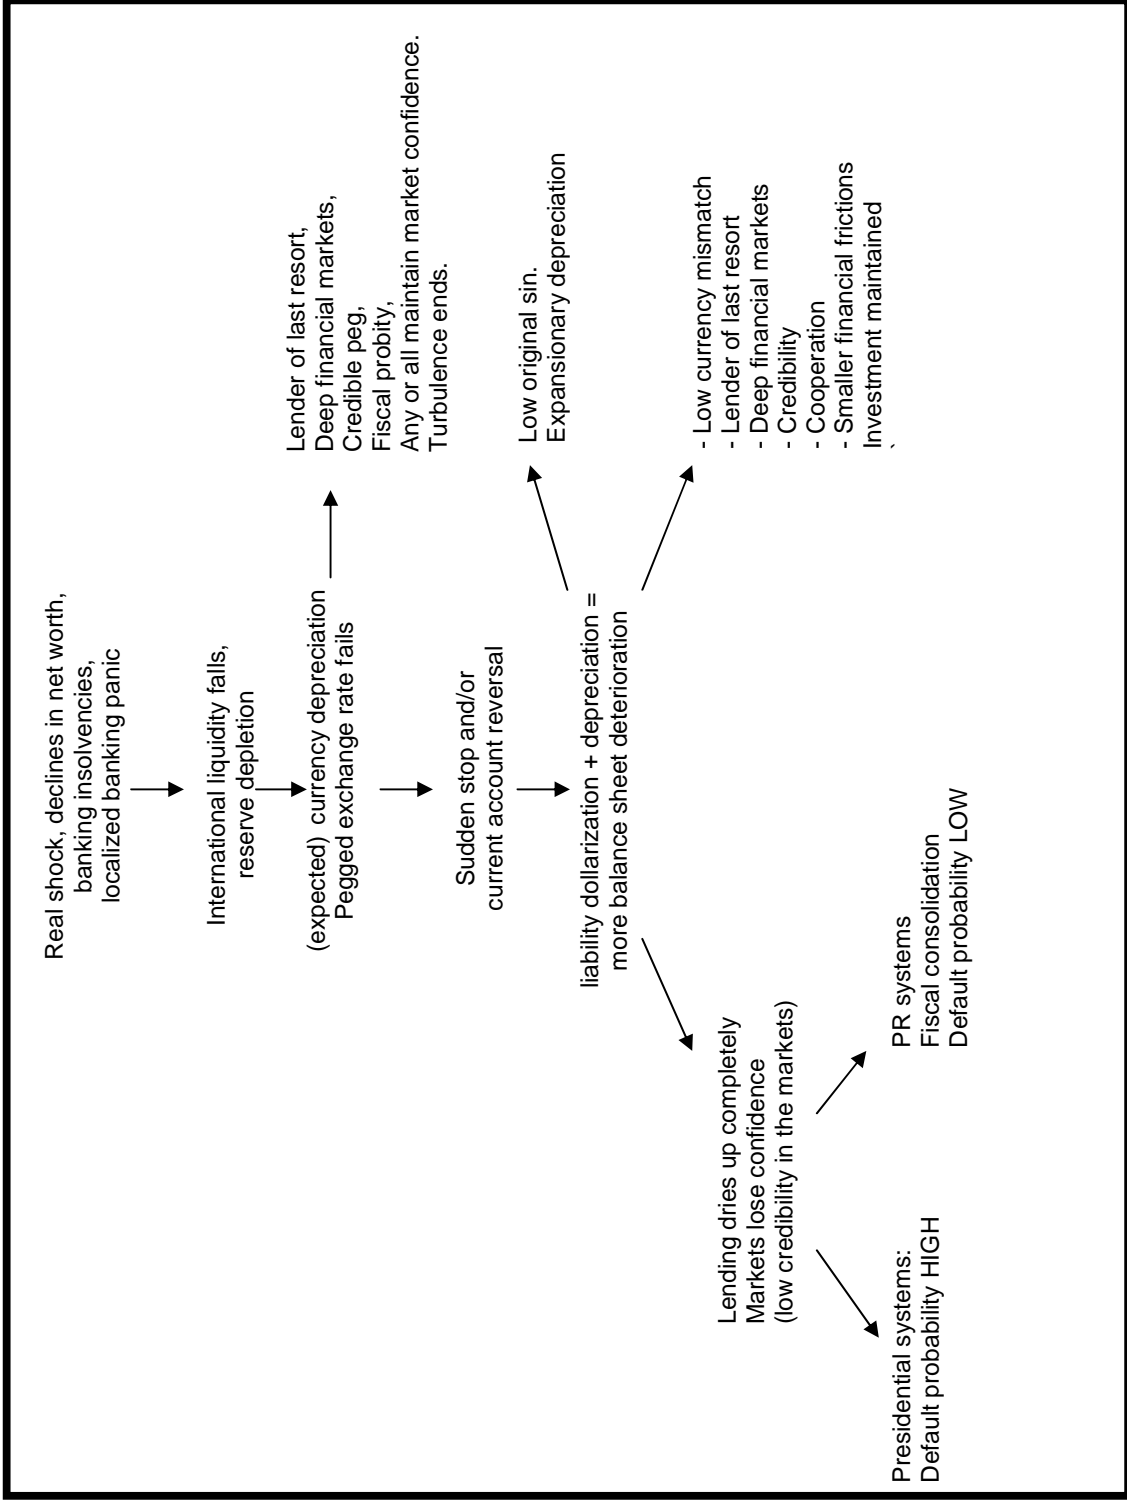 Real shock, declines in net worth,
banking insolvencies,
localized banking panic
International liquidity falls,
reserve depletion
(expected) currency depreciation
Pegged exchange rate fails
Lender of last resort,
Deep financial markets,
Credible peg,
Fiscal probity,
Any or all maintain market confidence.
Turbulence ends.
Sudden stop and/or
current account reversal
liability dollarization + depreciation =
more balance sheet deterioration
Low original sin.
Expansionary depreciation
- Low currency mismatch
- Lender of last resort
- Deep financial markets
- Credibility
- Cooperation
- Smaller financial frictions
Investment maintained
Lending dries up completely
Markets lose confidence
(low credibility in the markets)
Presidential systems:
Default probability HIGH
PR systems
Fiscal consolidation
Default probability LOW